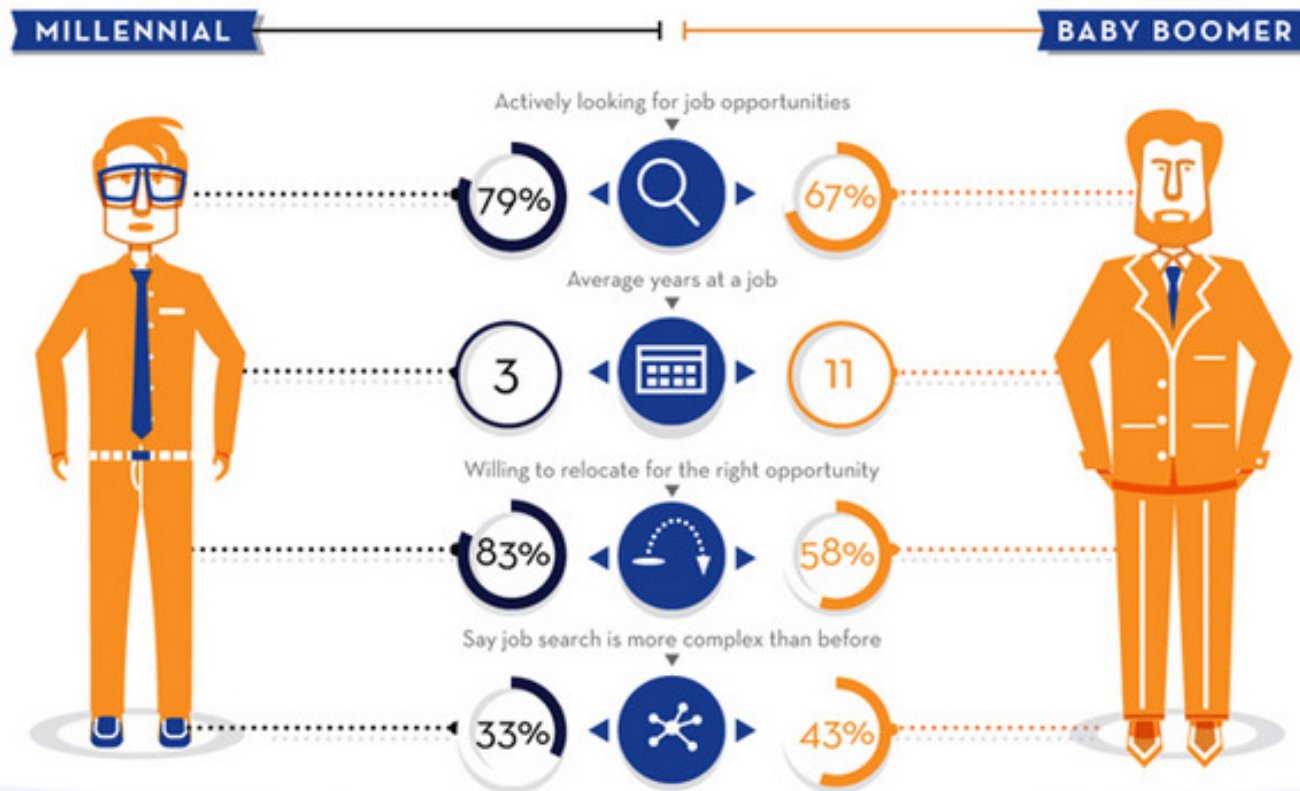 MILLENNIAL BABY BOOMER
Actively looking for job opportunities
79% 67%
Average years at a job
3 11
Willing to relocate for the right opportunity
83% 58%
Say job search is more complex than before
33% 43%